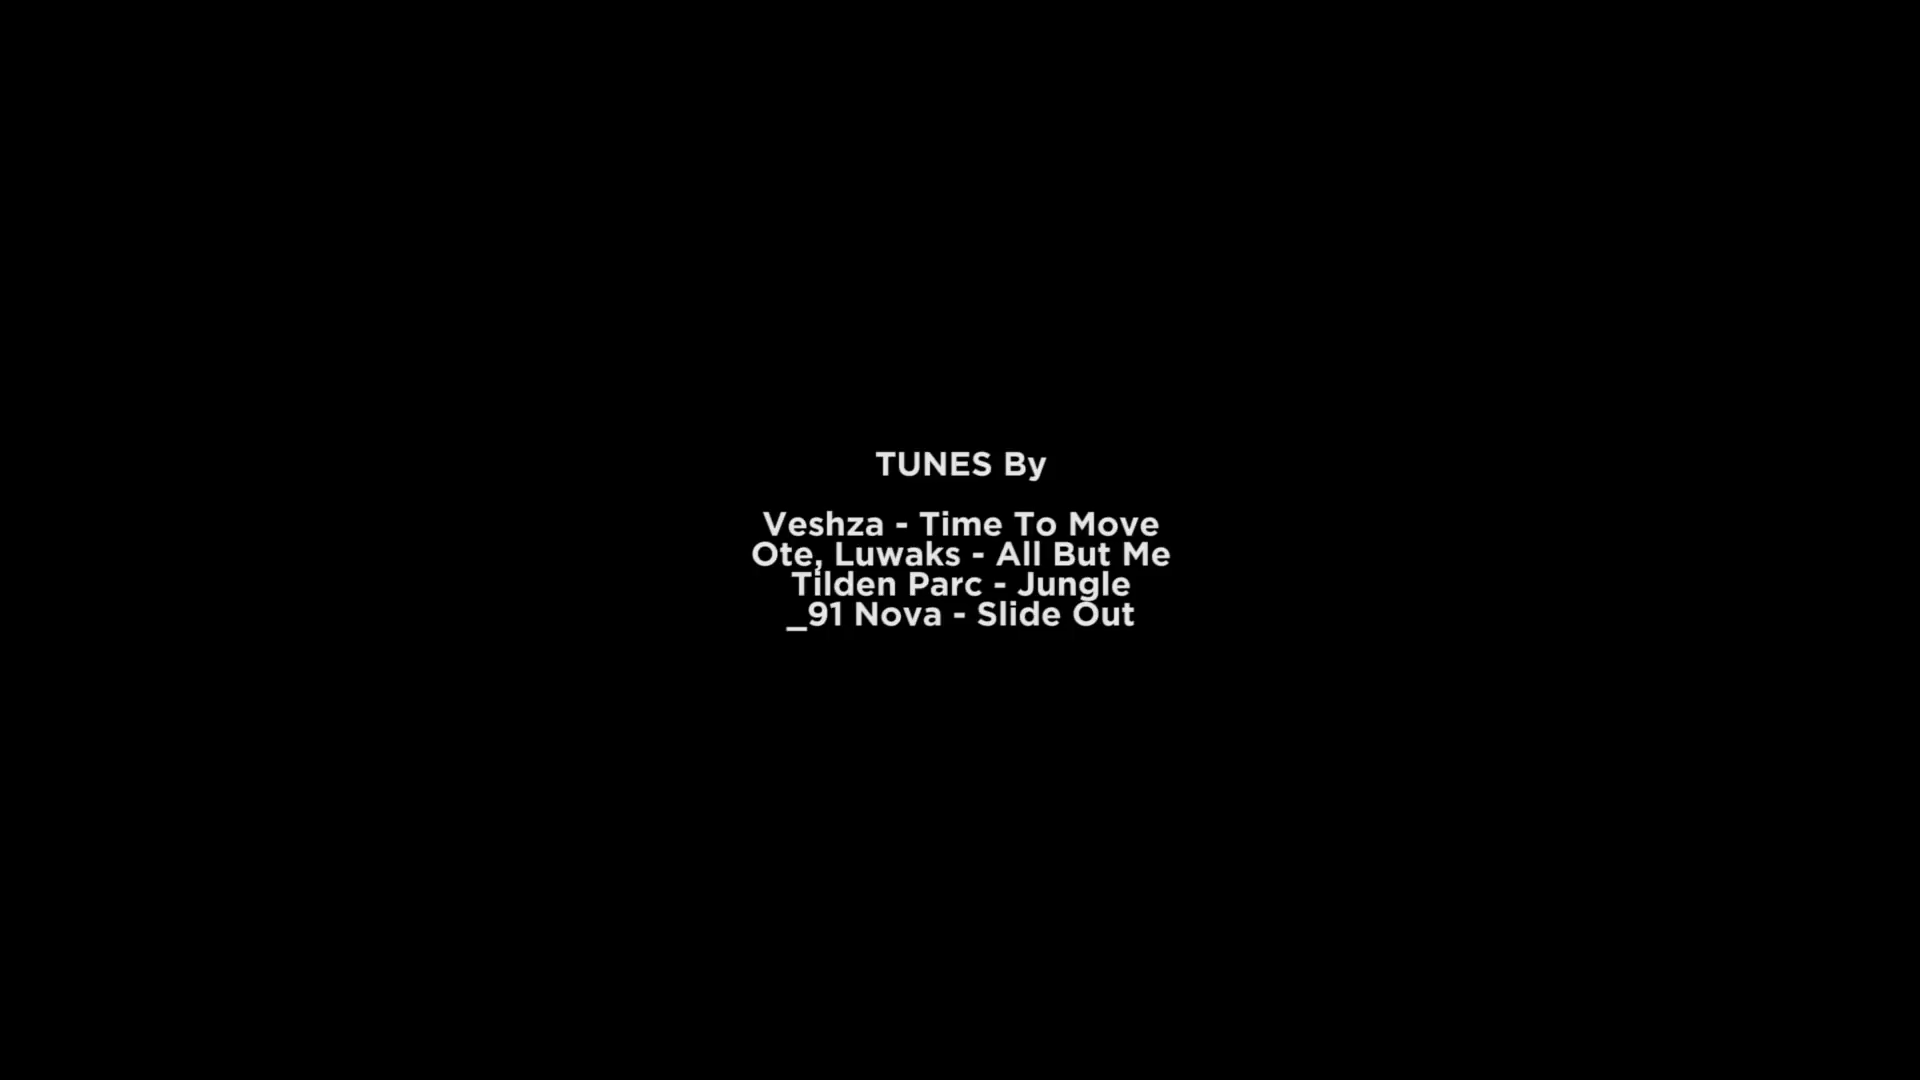 TUNES By
Veshza - Time To Move
Ote, Luwaks - All But Me
Tilden Parc - Jungle
_91 Nova - Slide Out